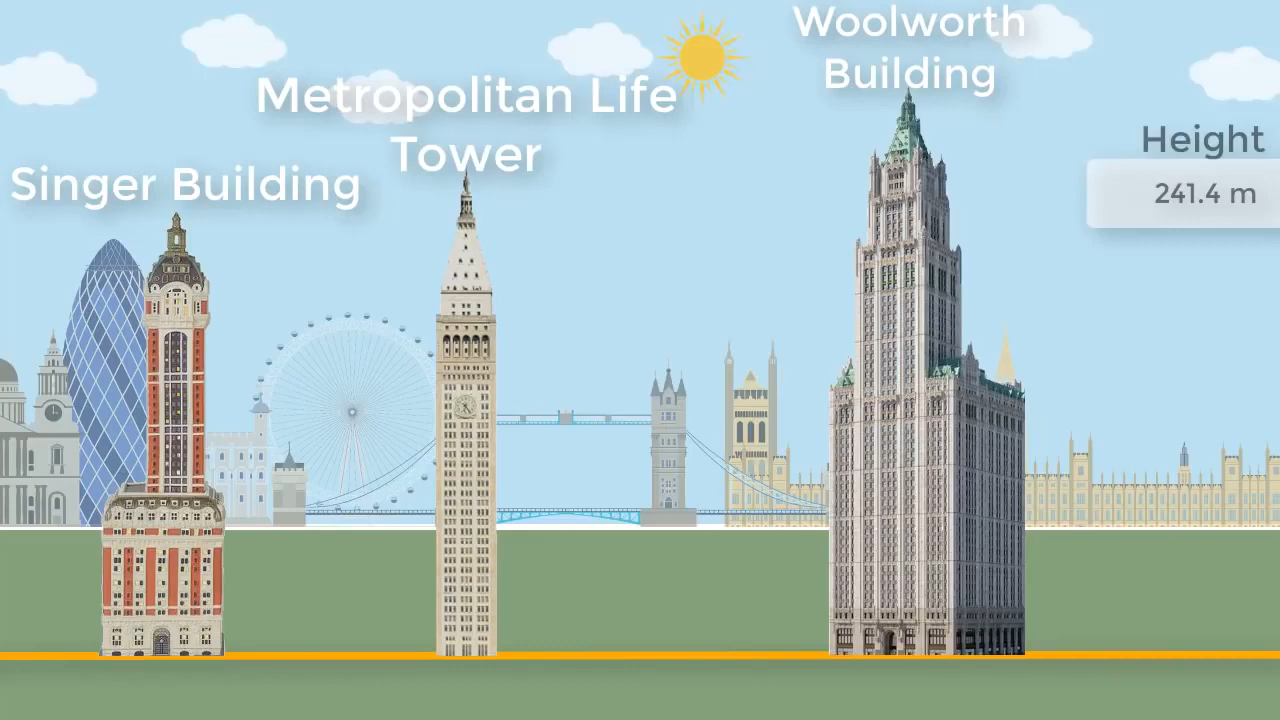 Singer Building
Metropolitan Life
Tower
Woolworth
Building
Height
241.4 m